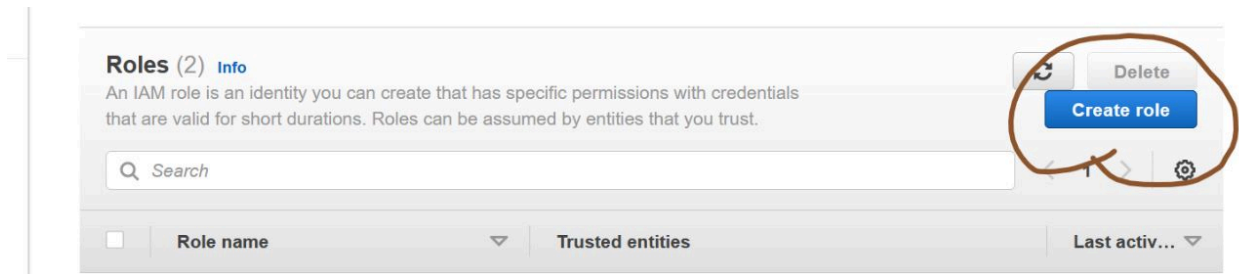 Roles (2) Info
An IAM role is an identity you can create that has specific permissions with credentials
that are valid for short durations. Roles can be assumed by entities that you trust.
Delete
Create role
Search
1
Role name
Trusted entities
Last activ...